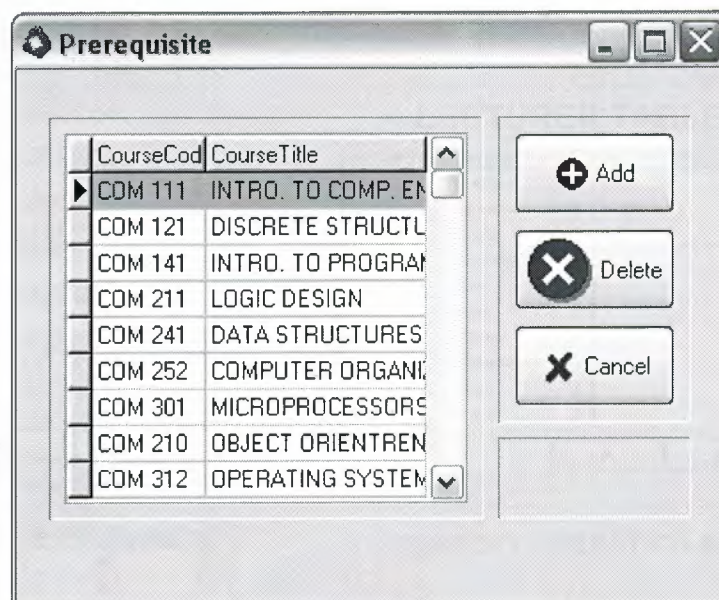 Prerequisite
CourseCod CourseTitle
COM 111 INTRO. TO COMP. EN
COM 121 DISCRETE STRUCTU
COM 141 INTRO. TO PROGRAM
COM 211 LOGIC DESIGN
COM 241 DATA STRUCTURES
COM 252 COMPUTER ORGANIZ
COM 301 MICROPROCESSORS
COM 210 OBJECT ORIENTREN
COM 312 OPERATING SYSTEM
Add
Delete
Cancel